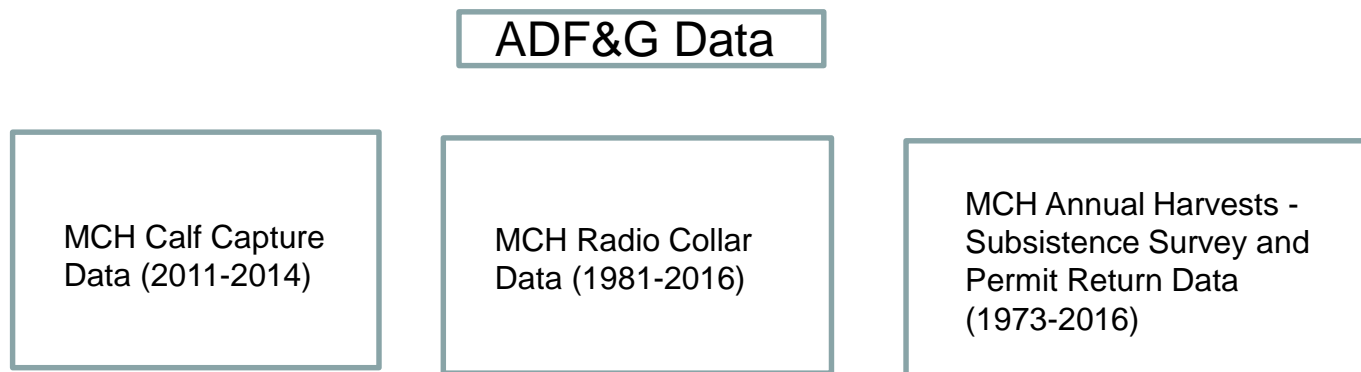 ADF&G Data
MCH Calf Capture
Data (2011-2014)
MCH Radio Collar
Data (1981-2016)
MCH Annual Harvests -
Subsistence Survey and
Permit Return Data
(1973-2016)